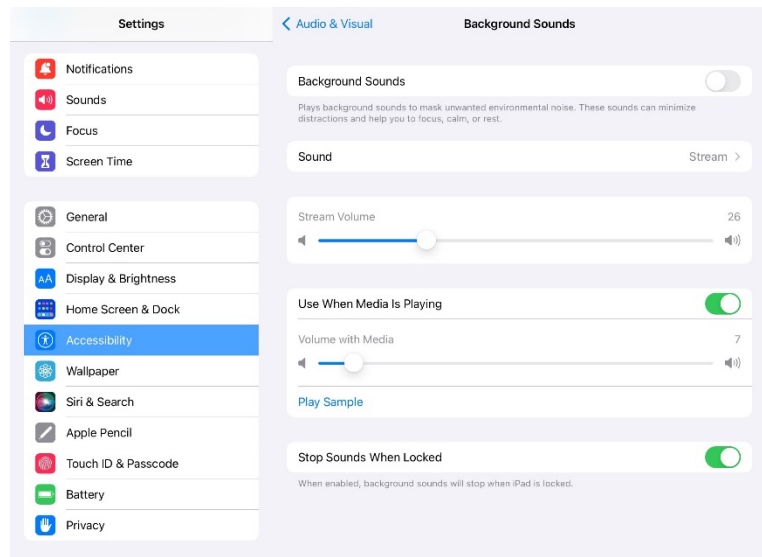 Settings
Notifications
Sounds
Focus
Screen Time
General
Control Center
AA Display & Brightness
Home Screen & Dock
Accessibility
Wallpaper
Siri & Search
Apple Pencil
Touch ID & Passcode
Battery
Privacy
Audio & Visual
Background Sounds
Background Sounds
Plays background sounds to mask unwanted environmental noise. These sounds can minimize
distractions and help you to focus, calm, or rest.
Sound Stream
Stream Volume 26
Use When Media Is Playing
Volume with Media 7
Play Sample
Stop Sounds When Locked
When enabled, background sounds will stop when iPad is locked.